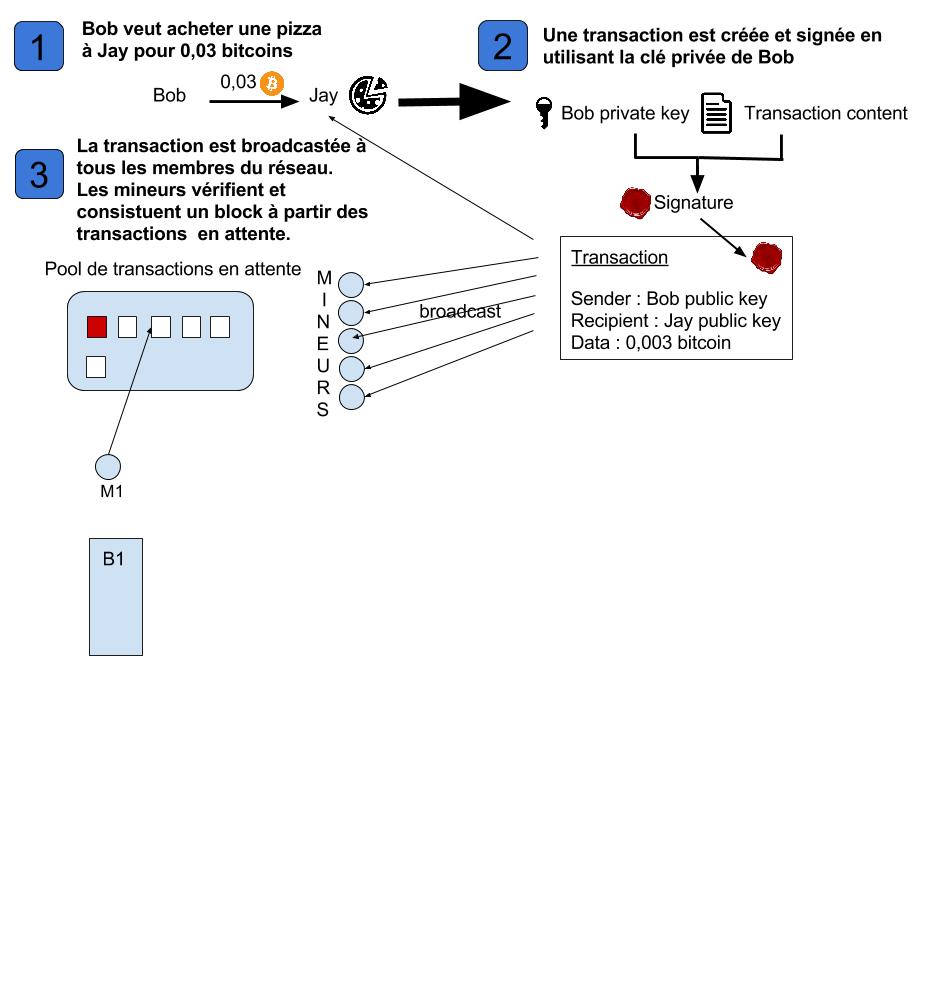 1
Bob veut acheter une pizza
à Jay pour 0,03 bitcoins
Bob
0,03
Jay
2
Une transaction est créée et signée en
utilisant la clé privée de Bob
Bob private key
Transaction content
Signature
Transaction
Sender : Bob public key
Recipient : Jay public key
Data : 0,003 bitcoin
3
La transaction est broadcastée à
tous les membres du réseau.
Les mineurs vérifient et
consistuent un block à partir des
transactions  en attente.
Pool de transactions en attente
M
I
N
E
U
R
S
broadcast
M1
B1